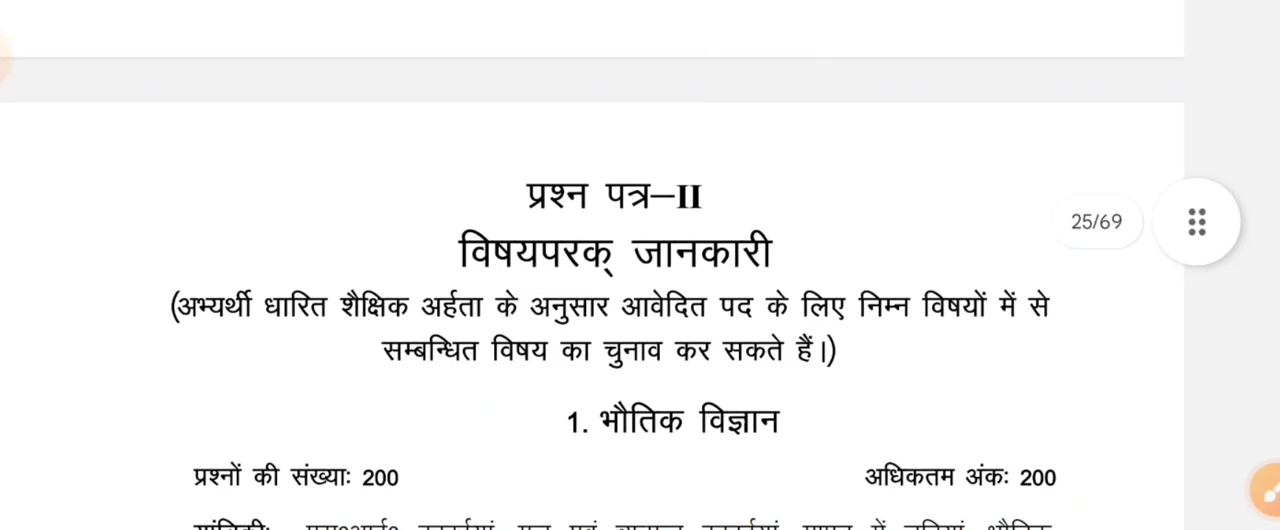 प्रश्न पत्र–II
25/69
विषयपरक् जानकारी
(अभ्यर्थी धारित शैक्षिक अर्हता के अनुसार आवेदित पद के लिए निम्न विषयों में से
सम्बन्धित विषय का चुनाव कर सकते हैं।)
1. भौतिक विज्ञान
प्रश्नों की संख्याः 200 अधिकतम अंकः 200